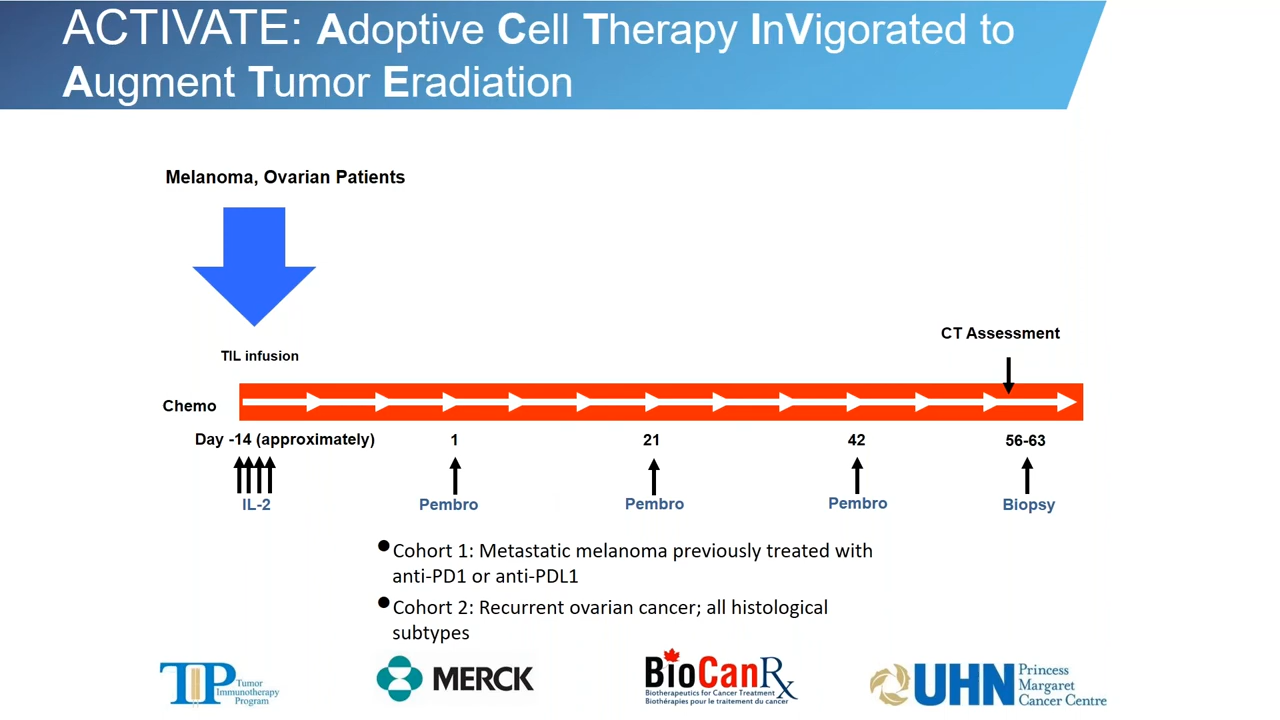 ACTIVATE: Adoptive Cell Therapy InVigorated to
Augment Tumor Eradiation
Melanoma, Ovarian Patients
TIL infusion
CT Assessment
Chemo
Day -14 (approximately)
1
21
42
56-63
IL-2
Pembro
Pembro
Pembro
Biopsy
•Cohort 1: Metastatic melanoma previously treated with
anti-PD1 or anti-PDL1
•Cohort 2: Recurrent ovarian cancer; all histological
subtypes
TIP Tumor
Immunotherapy
Program
MERCK
BioCanRx
Biotherapeutics for Cancer Treatment
Biothérapies pour le traitement du cancer
UHN Princess
Margaret
Cancer Centre